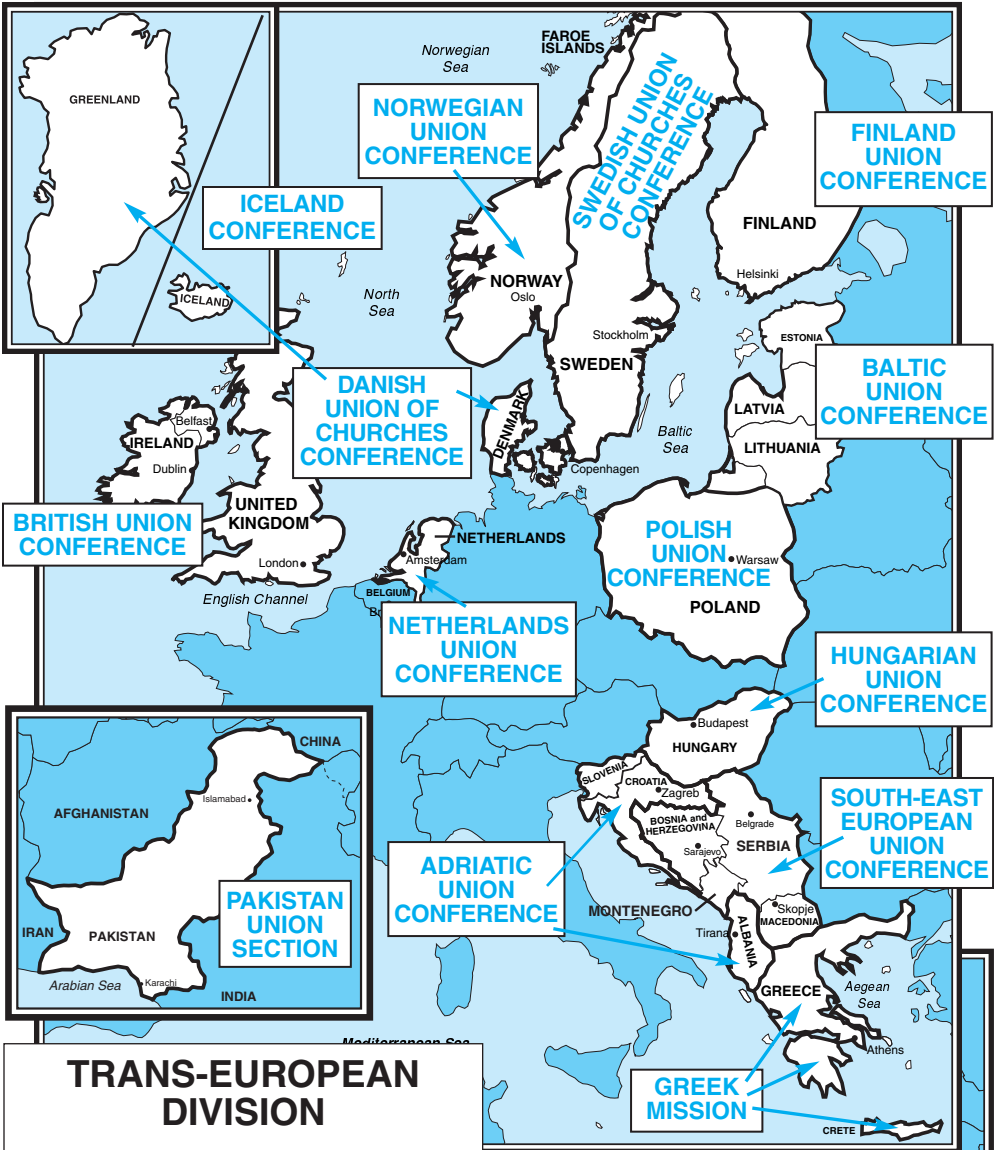 GREENLAND
ICELAND
ICELAND
CONFERENCE
Norwegian
Sea
FAROE
ISLANDS
NORWEGIAN
UNION
CONFERENCE
SWEDISH UNION
OF CHURCHES
CONFERENCE
FINLAND
UNION
CONFERENCE
FINLAND
Helsinki
North
Sea
NORWAY
Oslo
Stockholm
SWEDEN
ESTONIA
BALTIC
UNION
CONFERENCE
LATVIA
LITHUANIA
Baltic
Sea
DANISH
UNION OF
CHURCHES
CONFERENCE
DENMARK
Copenhagen
Belfast
IRELAND
Dublin
UNITED
KINGDOM
London
BRITISH UNION
CONFERENCE
English Channel
NETHERLANDS
Amsterdam
BELGIUM
NETHERLANDS
UNION
CONFERENCE
POLISH
UNION
CONFERENCE
Warsaw
POLAND
HUNGARIAN
UNION
CONFERENCE
Budapest
HUNGARY
SLOVENIA
CROATIA
Zagreb
BOSNIA and
HERZEGOVINA
Sarajevo
Belgrade
SERBIA
SOUTH-EAST
EUROPEAN
UNION
CONFERENCE
ADRIATIC
UNION
CONFERENCE
MONTENEGRO
Skopje
MACEDONIA
Tirana
ALBANIA
GREECE
Aegean
Sea
Athens
GREEK
MISSION
CRETE
CHINA
Islamabad
AFGHANISTAN
PAKISTAN
UNION
SECTION
IRAN
PAKISTAN
Arabian Sea
Karachi
INDIA
Mediterranean Sea
TRANS-EUROPEAN
DIVISION